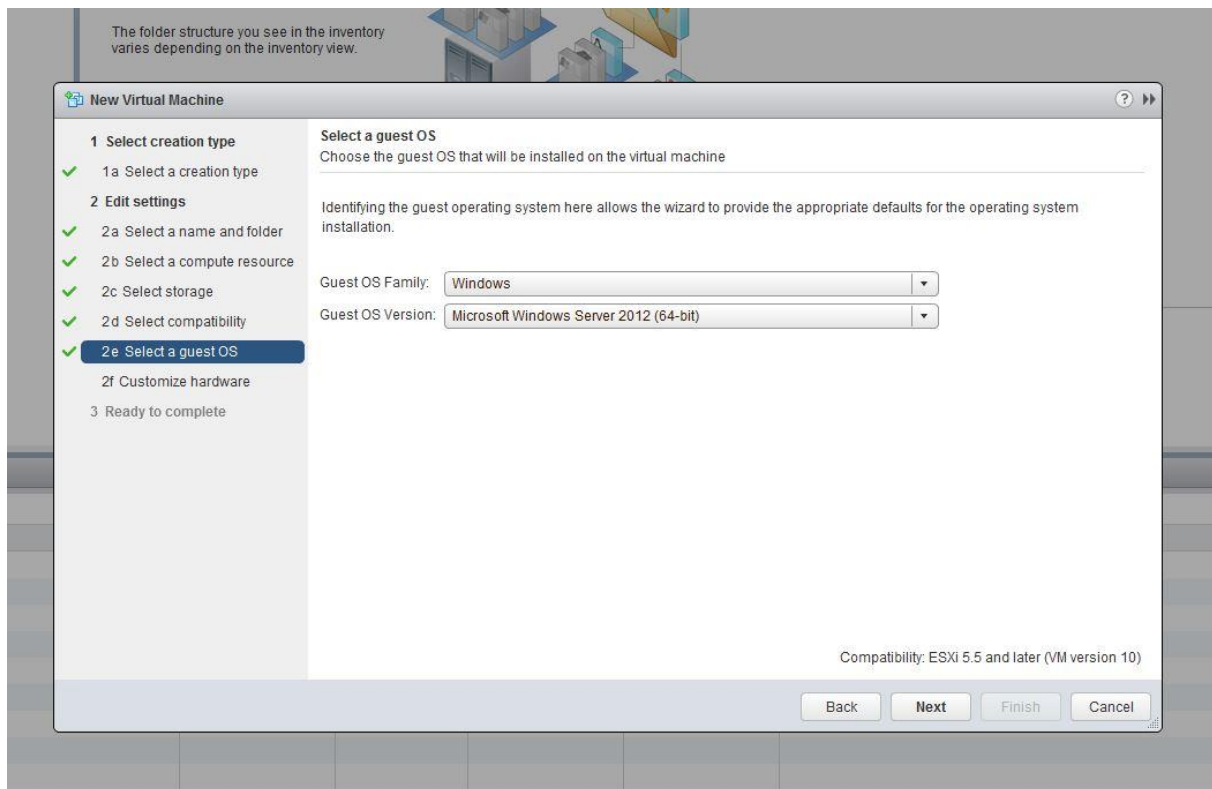 The folder structure you see in the inventory
varies depending on the inventory view.
New Virtual Machine
?
1 Select creation type
1a Select a creation type
2 Edit settings
2a Select a name and folder
2b Select a compute resource
2c Select storage
2d Select compatibility
2e Select a guest OS
2f Customize hardware
3 Ready to complete
Select a guest OS
Choose the guest OS that will be installed on the virtual machine
Identifying the guest operating system here allows the wizard to provide the appropriate defaults for the operating system
installation.
Guest OS Family: Windows
Guest OS Version: Microsoft Windows Server 2012 (64-bit)
Compatibility: ESXi 5.5 and later (VM version 10)
Back Next Finish Cancel